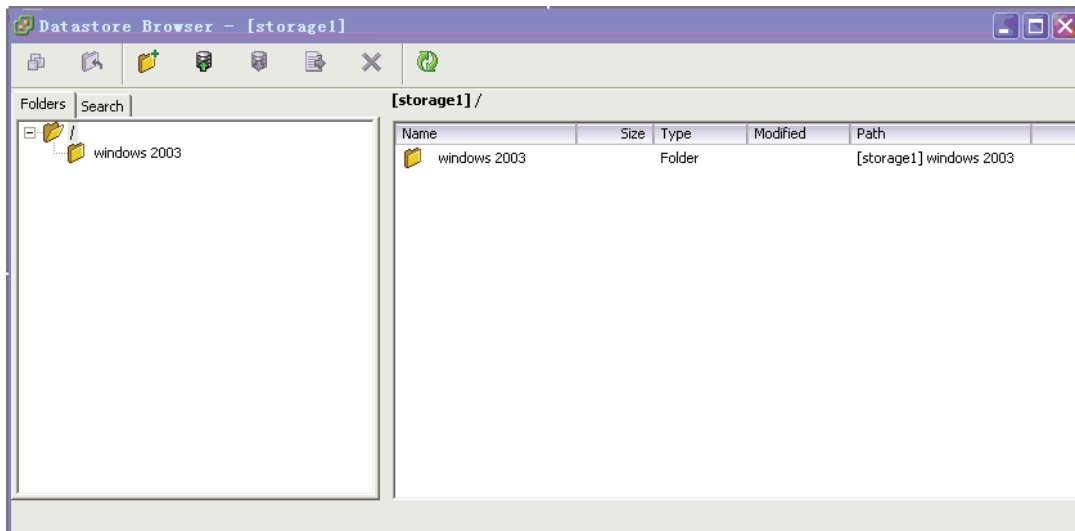 Datastore Browser - [storage1]
Folders Search
[storage1] /
/
windows 2003
Name Size Type Modified Path
windows 2003 Folder [storage1] windows 2003